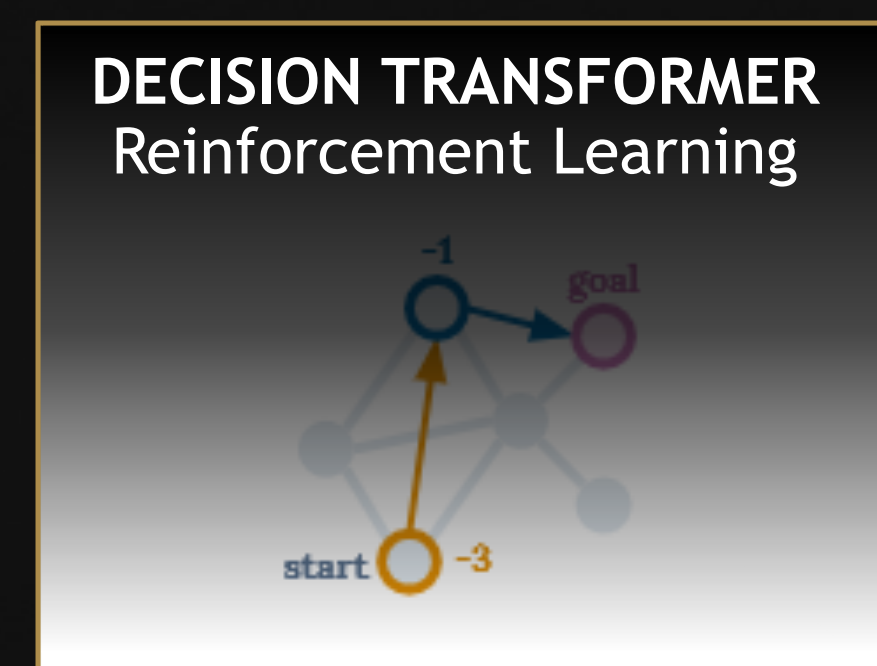 DECISION TRANSFORMER
Reinforcement Learning
-1
goal
start
-3